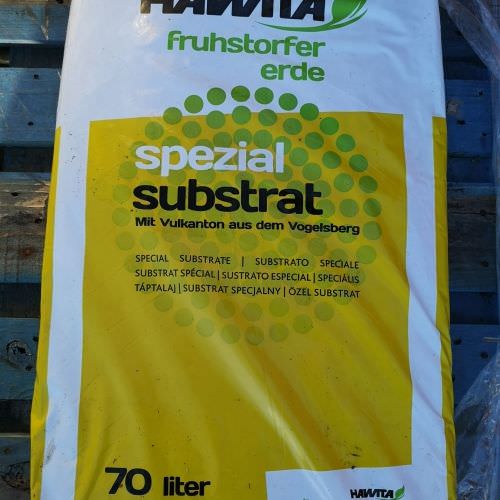 HAWITA
fruhstorfer
erde
spezial
substrat
Mit Vulkanton aus dem Vogelsberg
SPECIAL SUBSTRATE | SUBSTRATO SPECIALE
SUBSTRAT SPÉCIAL | SUSTRATO ESPECIAL | SPECIÁLIS
TÁPTALAJ | SUBSTRAT SPECJALNY | ÖZEL SUBSTRAT
70 liter
HAWITA